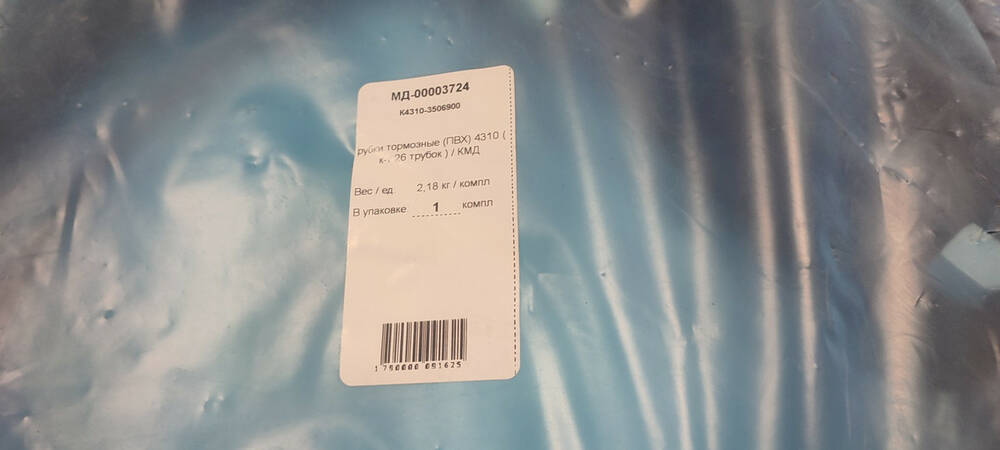 МД-00003724
К4310-3506900
рубки тормозные (ПВХ) 4310 (
26 трубок ) / КМД
Вес / ед. 2,18 кг / компл
В упаковке 1 компл